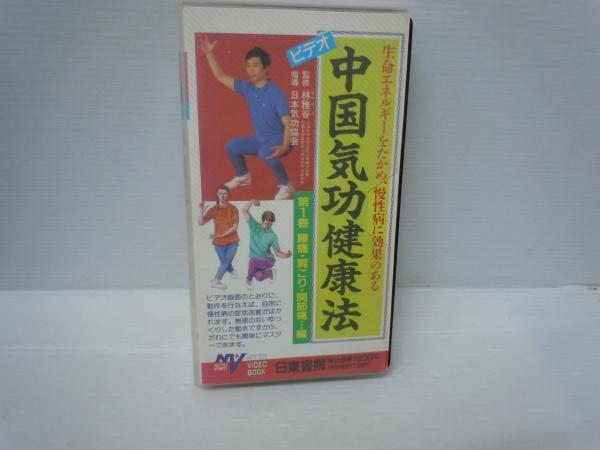 ビデオ
中国気功健康法
生命エネルギーをたかめ、慢性病に効果のある
監修 林雅谷
指導 日本気功協会
第1巻 腰痛・肩こり・関節痛…編
ビデオ画面のとおりに、
動作を行なえば、自然に
慢性病の症状改善がはか
れます。無理のないゆっ
くりした動きですから、
だれにでも簡単にマスタ
ーできます。
NV
VIDEO
BOOK
日東書院